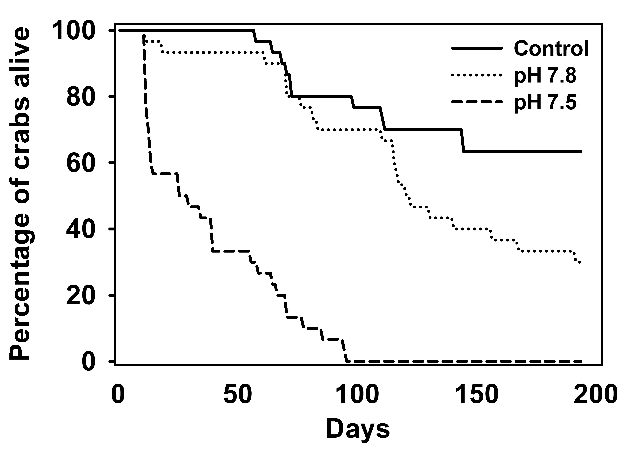 Percentage of crabs alive
100
80
60
40
20
0
Control
pH 7.8
pH 7.5
0 50 100 150 200
Days